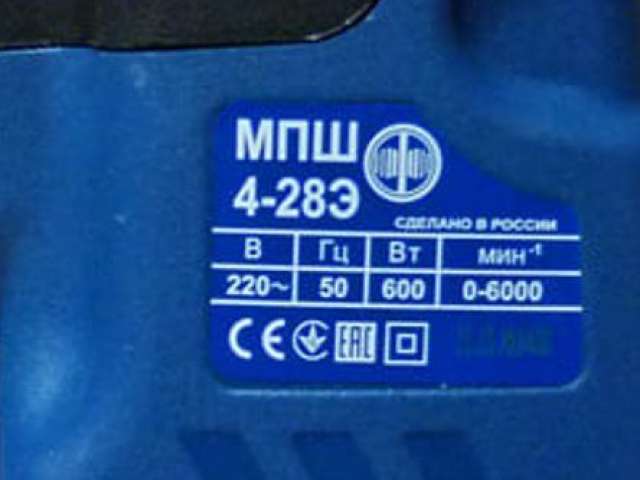 МПШ
4-28Э
СДЕЛАНО В РОССИИ
В Гц Вт МИН⁻¹
220~ 50 600 0-6000
CE EAC